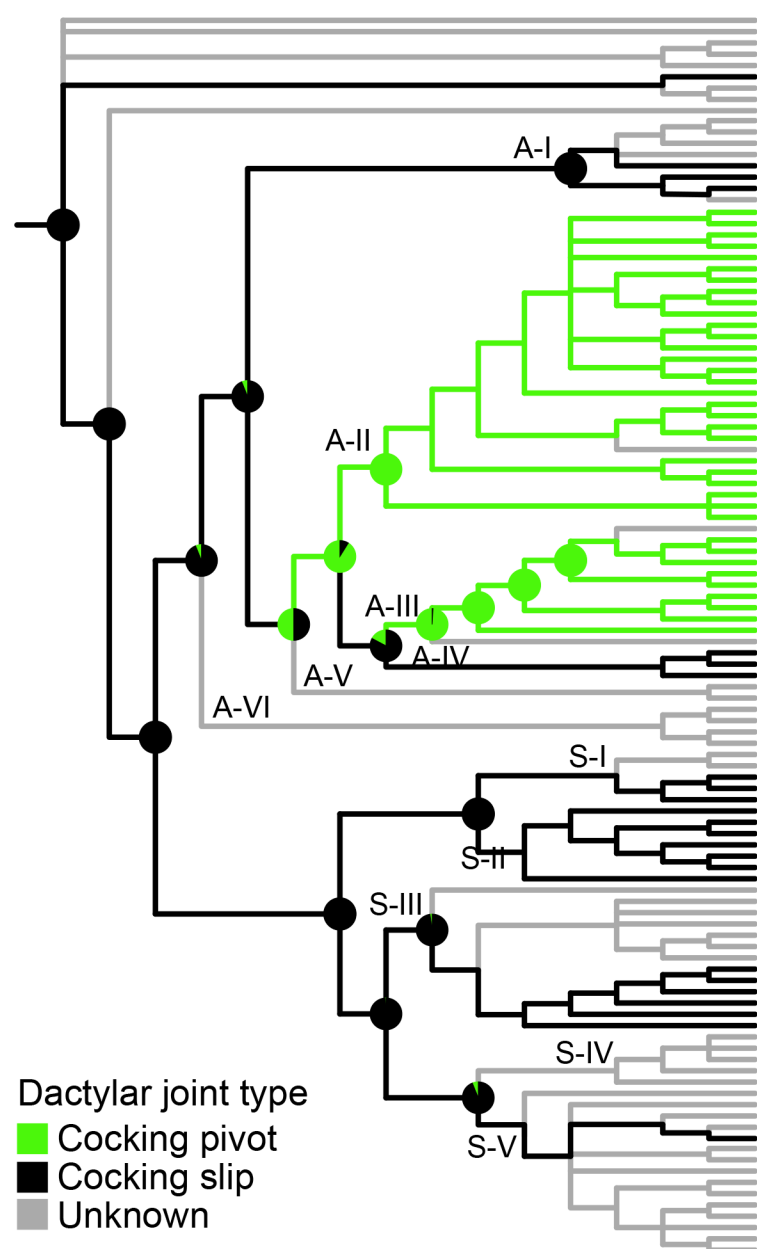 A-I
A-II
A-III
A-IV
A-V
A-VI
S-I
S-II
S-III
S-IV
S-V
Dactylar joint type
Cocking pivot
Cocking slip
Unknown